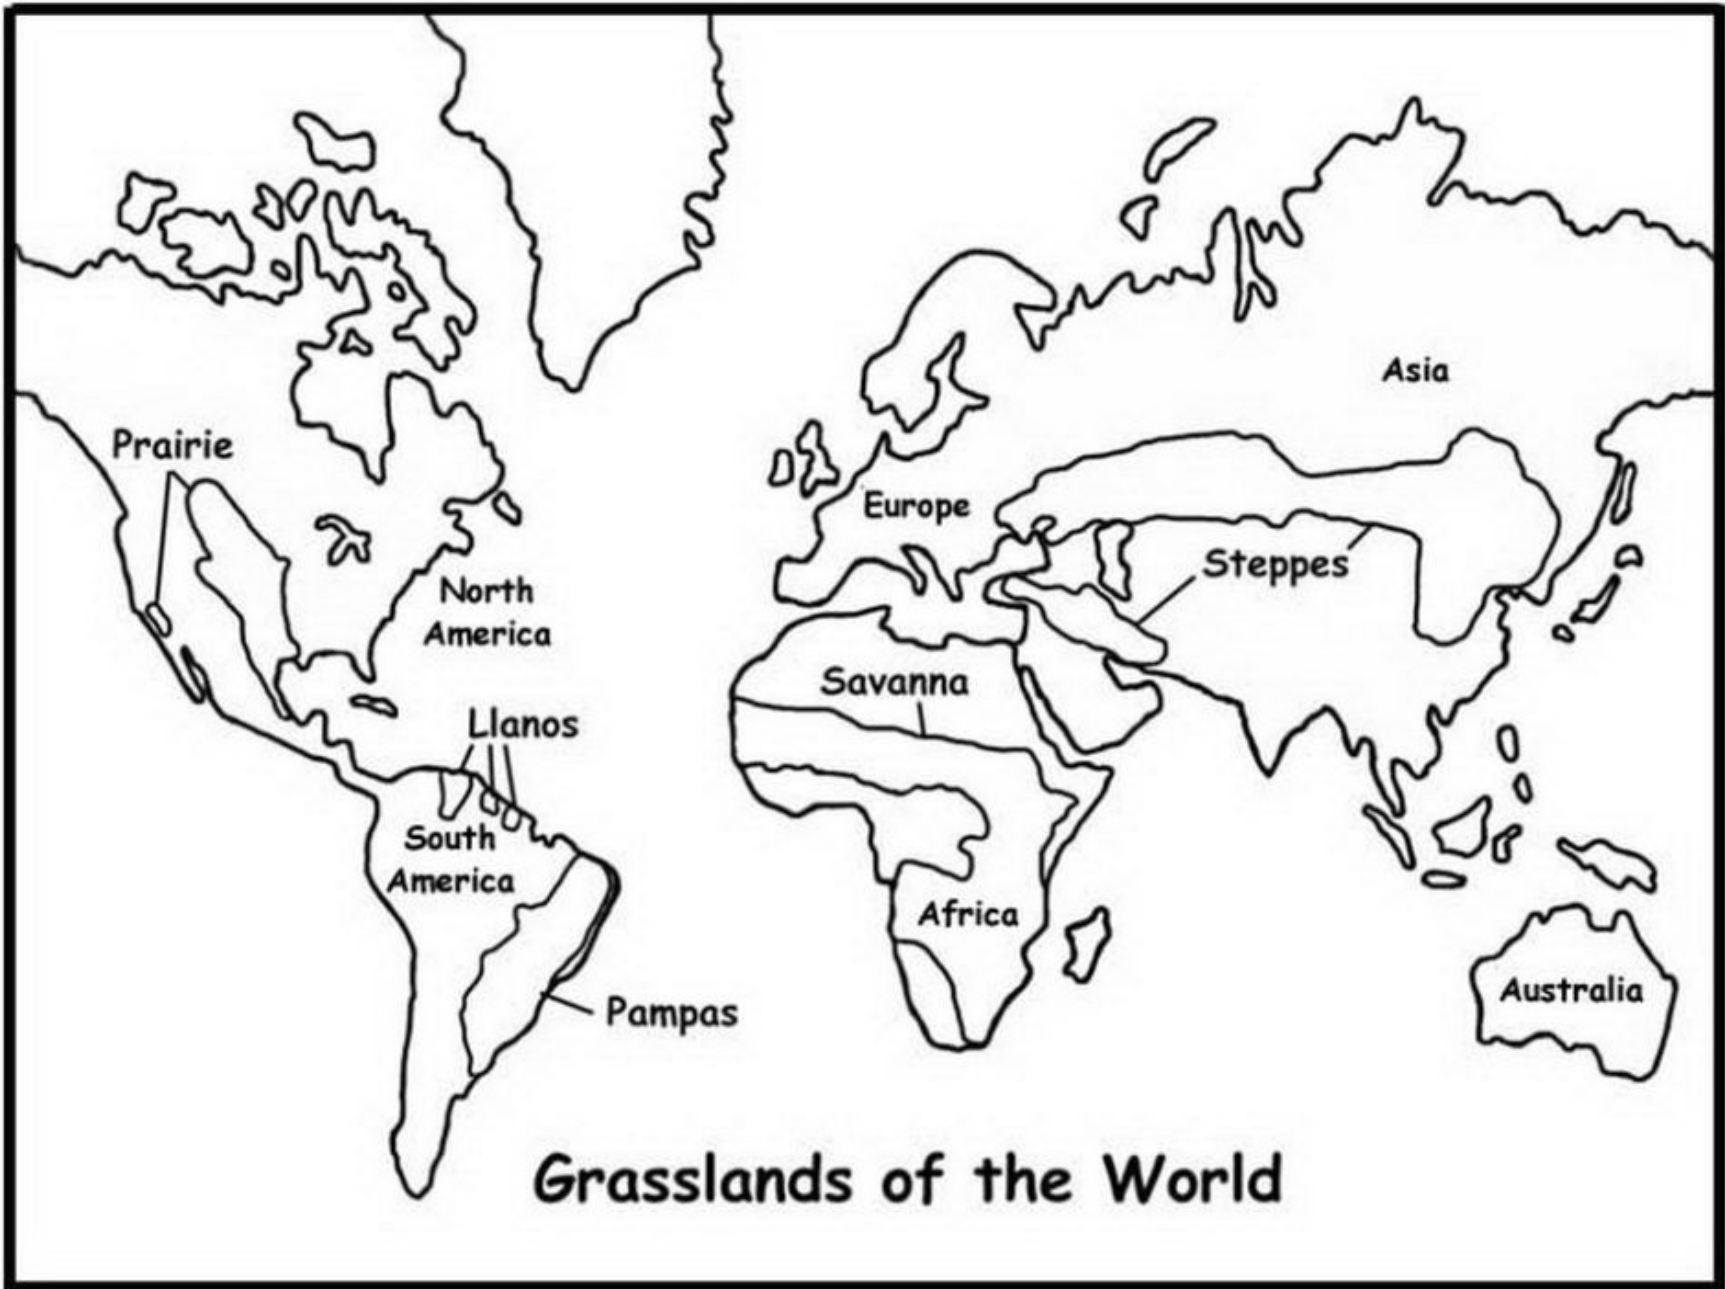 Asia
Prairie
Europe
Steppes
North
America
Savanna
Llanos
South
America
Africa
Australia
Pampas
Grasslands of the World